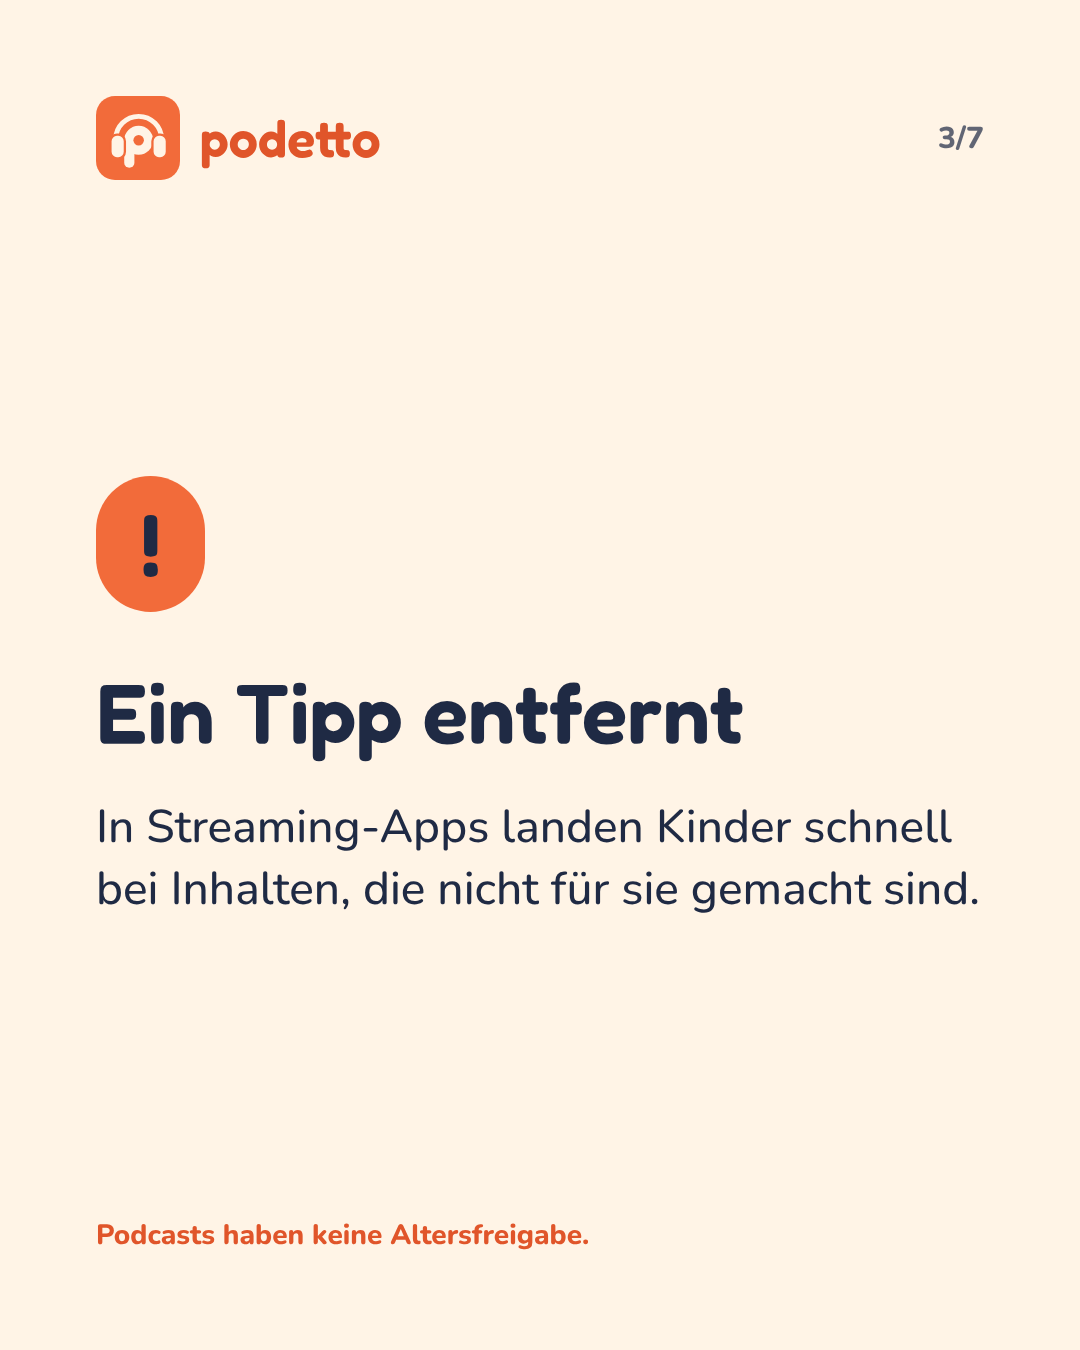 podetto
3/7
!
Ein Tipp entfernt
In Streaming-Apps landen Kinder schnell
bei Inhalten, die nicht für sie gemacht sind.
Podcasts haben keine Altersfreigabe.